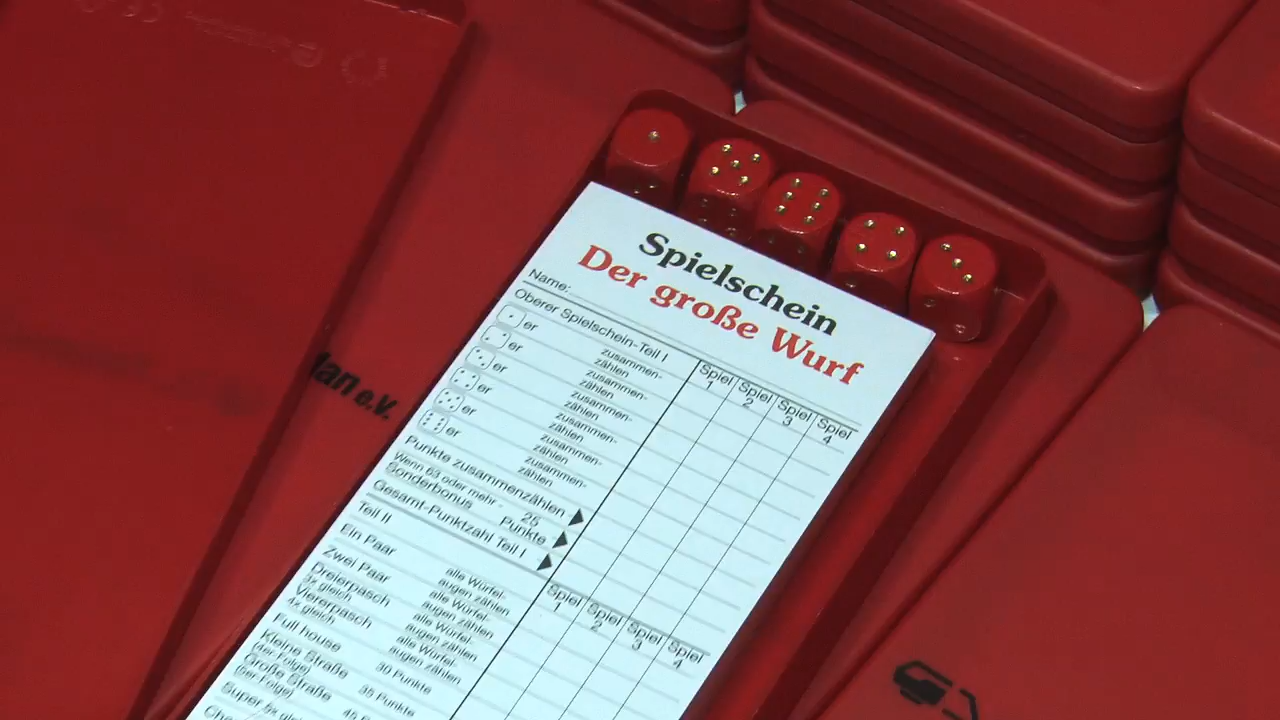 Spielschein
Der große Wurf
Name:
Oberer Spielschein-Teil I
Spiel 1 Spiel 2 Spiel 3 Spiel 4
er zusammen-
zählen
er zusammen-
zählen
er zusammen-
zählen
er zusammen-
zählen
er zusammen-
zählen
er zusammen-
zählen
Punkte zusammenzählen
Wenn 63 oder mehr -
Sonderbonus 25 Punkte
Gesamt-Punktzahl Teil I
Teil II
Spiel 1 Spiel 2 Spiel 3 Spiel 4
Ein Paar alle Würfel-
augen zählen
Zwei Paar alle Würfel-
augen zählen
Dreierpasch alle Würfel-
3x gleich augen zählen
Viererpasch alle Würfel-
4x gleich augen zählen
Full house 30 Punkte
Kleine Straße 35 Punkte
(4er Folge)
Große Straße 45
(5er Folge)
Super 5x
lan e.V.